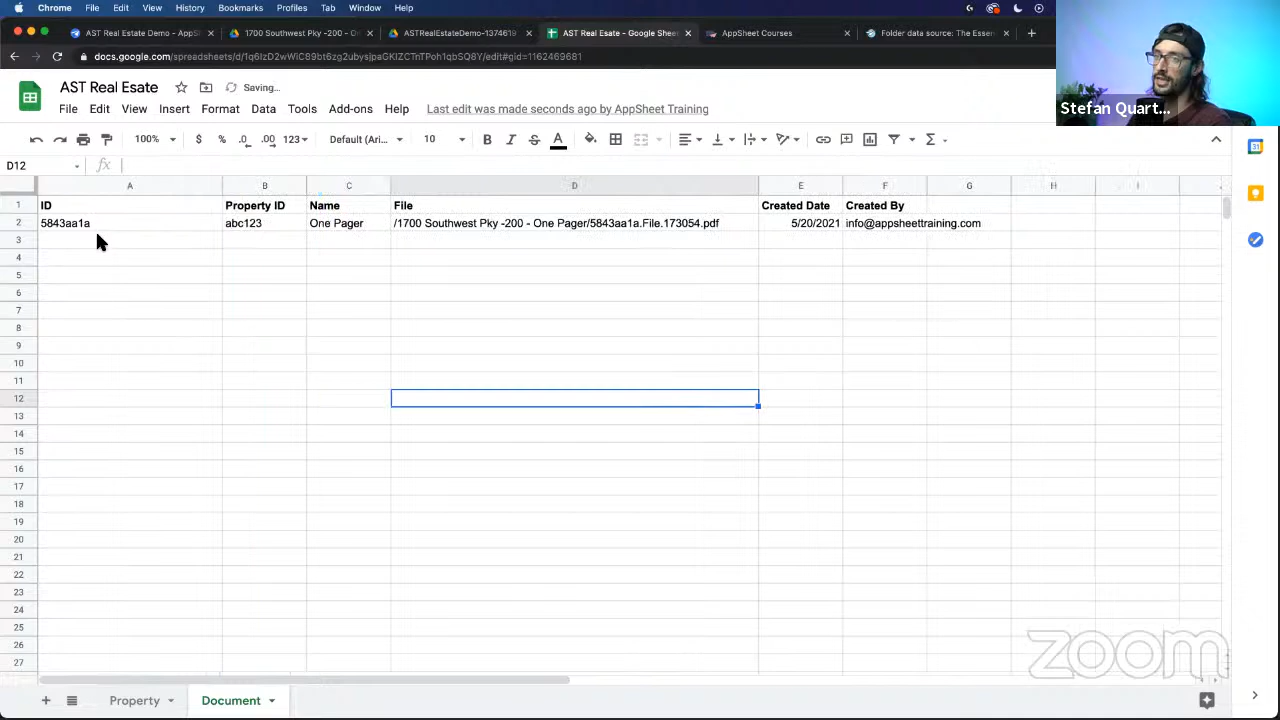 Chrome File Edit View History Bookmarks Profiles Tab Window Help
AST Real Estate Demo - AppS
1700 Southwest Pky -200 - On
ASTRealEstateDemo-1374619
AST Real Esate - Google Shee
AppSheet Courses
Folder data source: The Essen
docs.google.com/spreadsheets/d/1q6IzD2wWiC89bt6zg2ubysjpaGKIZCTnTPoh1qbSQ8Y/edit#gid=1162469681
AST Real Esate
Saving...
File Edit View Insert Format Data Tools Add-ons Help Last edit was made seconds ago by AppSheet Training
100% $ % .0 .00 123 Default (Ari... 10 B I S A
Stefan Quart...
D12 fx
A B C D E F G H I
1 ID Property ID Name File Created Date Created By
2 5843aa1a abc123 One Pager /1700 Southwest Pky -200 - One Pager/5843aa1a.File.173054.pdf 5/20/2021 info@appsheettraining.com
3
4
5
6
7
8
9
10
11
12
13
14
15
16
17
18
19
20
21
22
23
24
25
26
27
zoom
Property Document